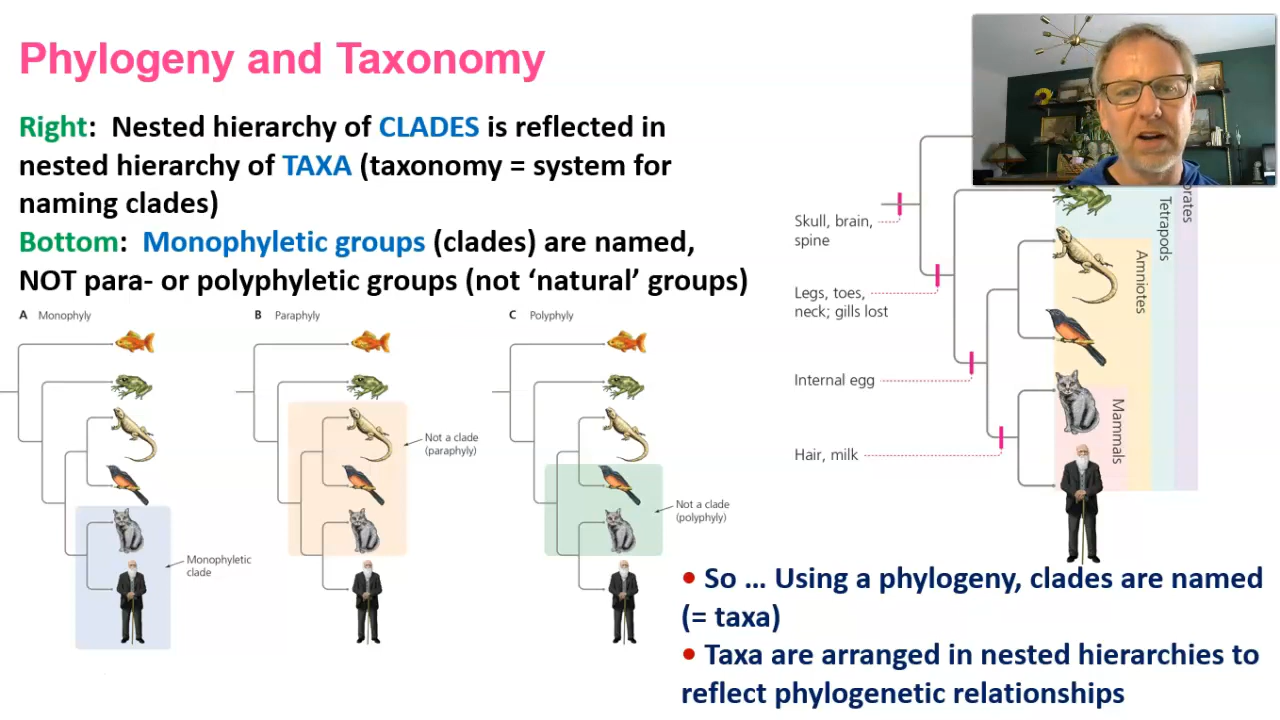 Phylogeny and Taxonomy
Right: Nested hierarchy of CLADES is reflected in
nested hierarchy of TAXA (taxonomy = system for
naming clades)
Bottom: Monophyletic groups (clades) are named,
NOT para- or polyphyletic groups (not ‘natural’ groups)
A Monophyly
Monophyletic
clade
B Paraphyly
Not a clade
(paraphyly)
C Polyphyly
Not a clade
(polyphyly)
Skull, brain,
spine
Legs, toes,
neck; gills lost
Internal egg
Hair, milk
Tetrapods
Amniotes
Mammals
• So … Using a phylogeny, clades are named
(= taxa)
• Taxa are arranged in nested hierarchies to
reflect phylogenetic relationships